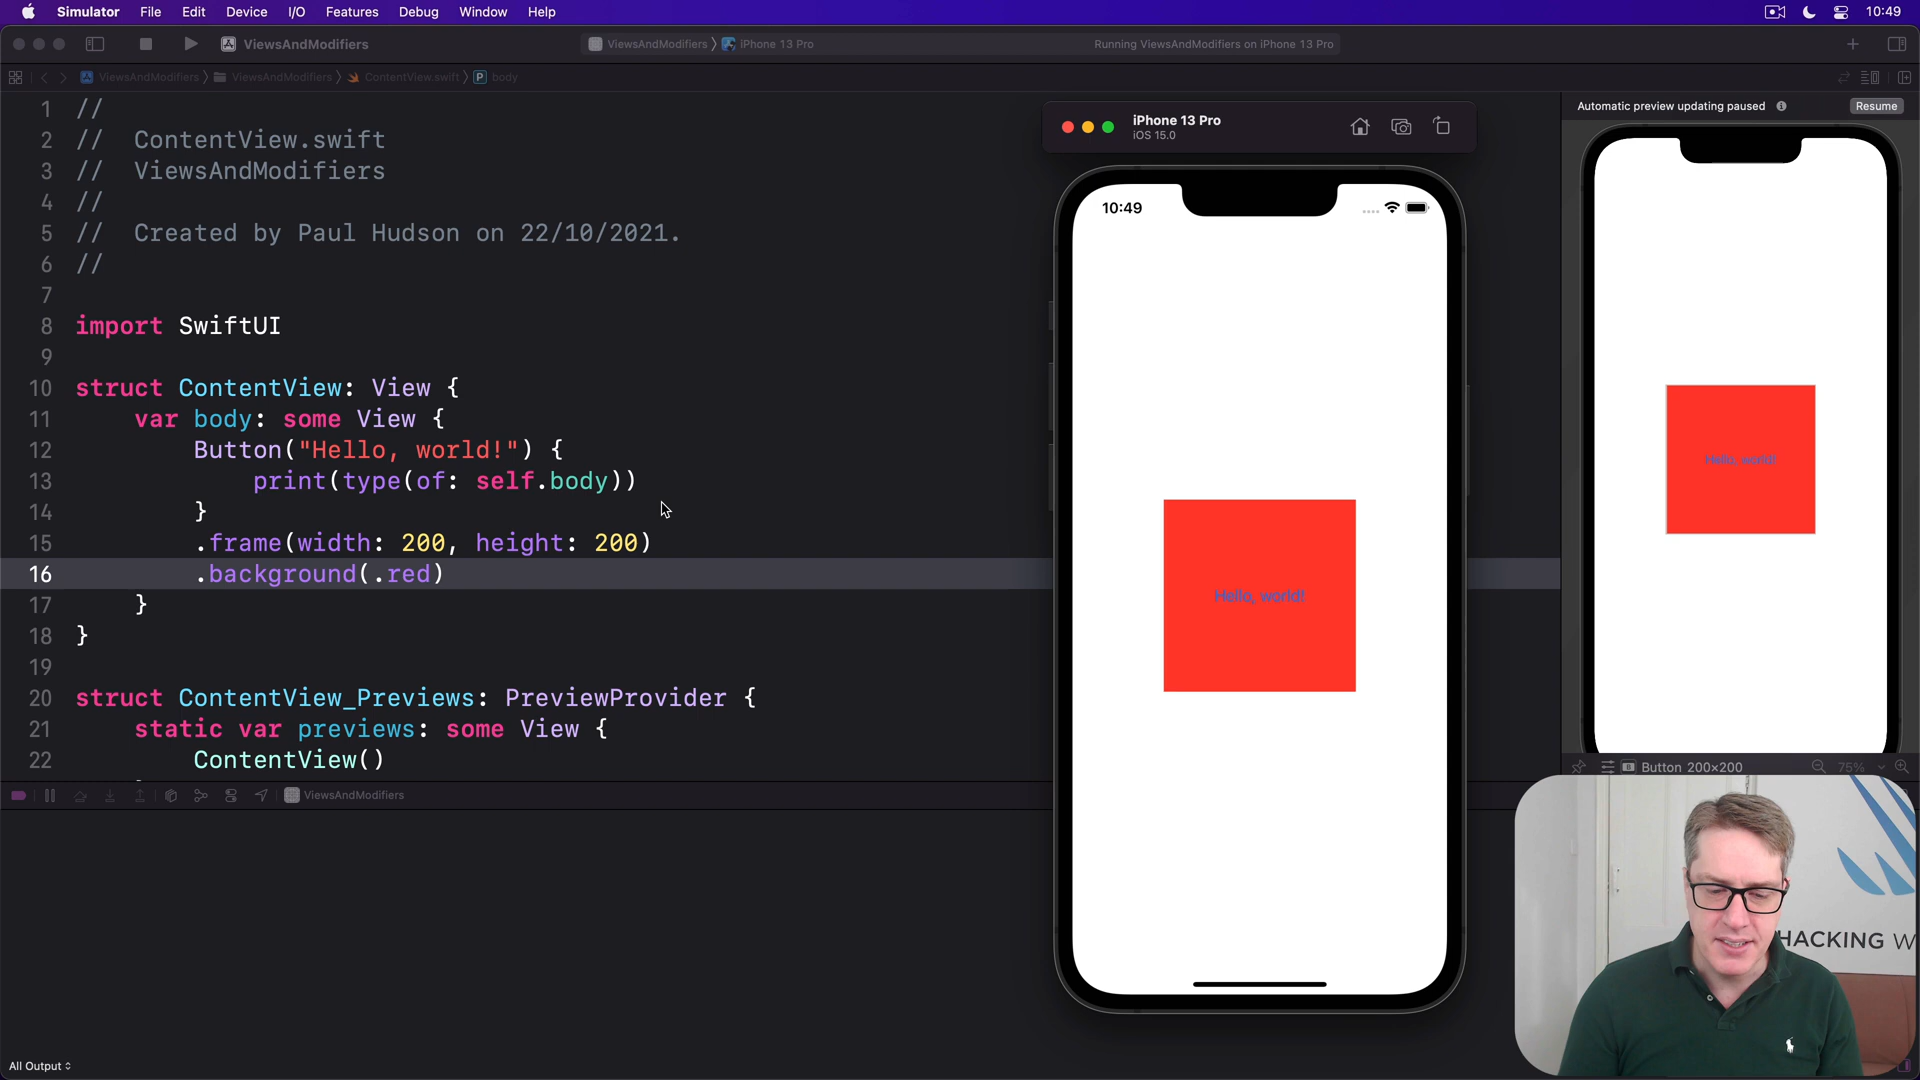 Simulator File Edit Device I/O Features Debug Window Help 10:49
ViewsAndModifiers ViewsAndModifiers iPhone 13 Pro Running ViewsAndModifiers on iPhone 13 Pro
ViewsAndModifiers ViewsAndModifiers ContentView.swift P body
Automatic preview updating paused Resume
1 //
2 // ContentView.swift
3 // ViewsAndModifiers
4 //
5 // Created by Paul Hudson on 22/10/2021.
6 //
7
8 import SwiftUI
9
10 struct ContentView: View {
11 var body: some View {
12 Button("Hello, world!") {
13 print(type(of: self.body))
14 }
15 .frame(width: 200, height: 200)
16 .background(.red)
17 }
18 }
19
20 struct ContentView_Previews: PreviewProvider {
21 static var previews: some View {
22 ContentView()
iPhone 13 Pro
iOS 15.0
10:49
Hello, world!
Hello, world!
Button 200×200 75%
ViewsAndModifiers
HACKING W
All Output